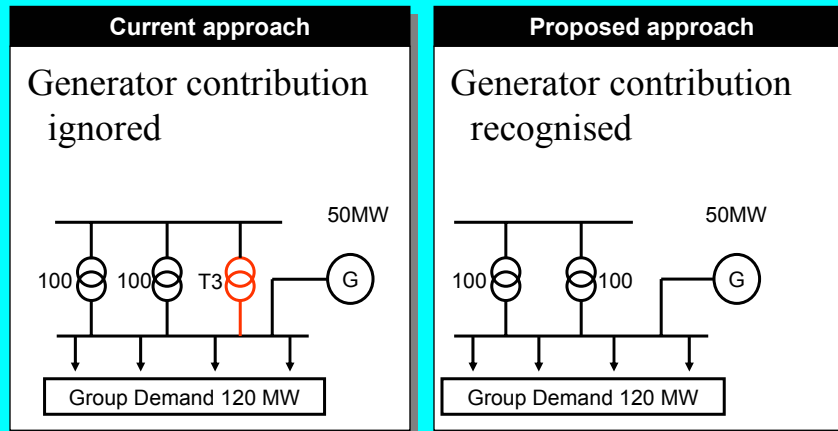 Current approach
Generator contribution
ignored
50MW
100
100
T3
G
Group Demand 120 MW
Proposed approach
Generator contribution
recognised
50MW
100
100
G
Group Demand 120 MW